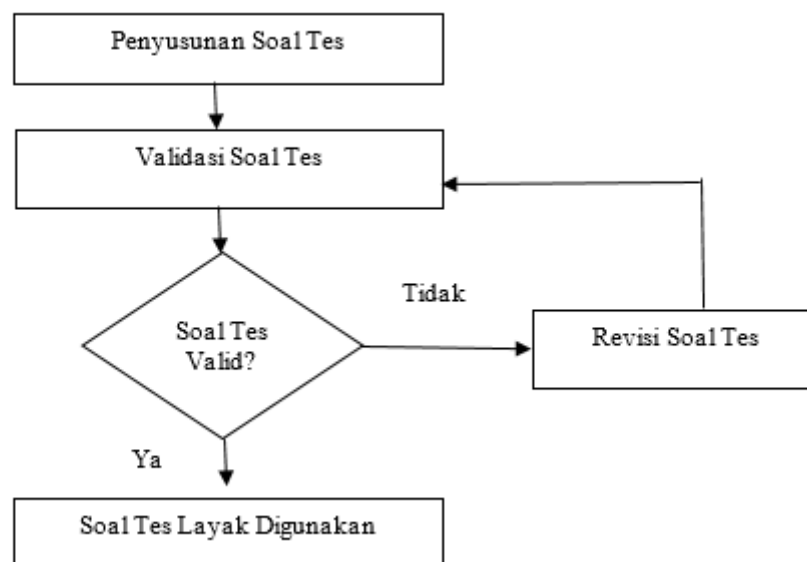 Penyusunan Soal Tes
Validasi Soal Tes
Tidak
Soal Tes
Valid?
Revisi Soal Tes
Ya
Soal Tes Layak Digunakan